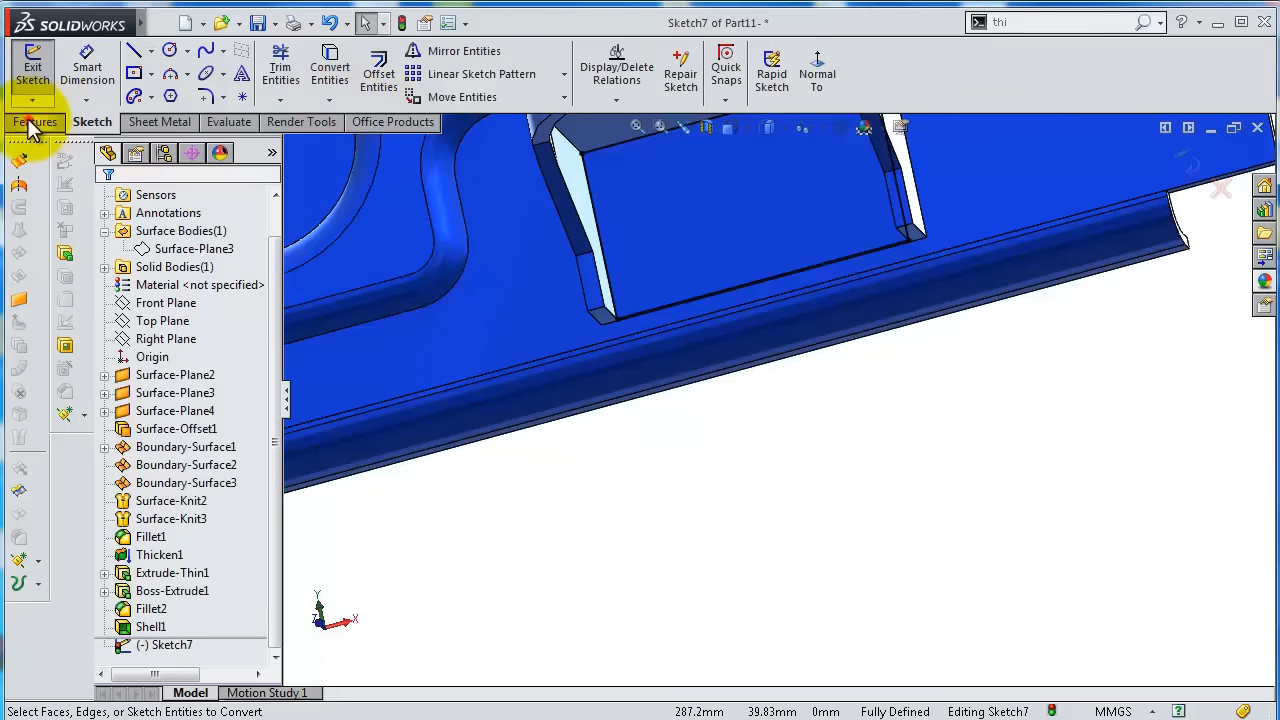 SOLIDWORKS
Sketch7 of Part11- *
thi
Exit Sketch
Smart Dimension
Trim Entities
Convert Entities
Offset Entities
Mirror Entities
Linear Sketch Pattern
Move Entities
Display/Delete Relations
Repair Sketch
Quick Snaps
Rapid Sketch
Normal To
Features
Sketch
Sheet Metal
Evaluate
Render Tools
Office Products
Sensors
Annotations
Surface Bodies(1)
Surface-Plane3
Solid Bodies(1)
Material <not specified>
Front Plane
Top Plane
Right Plane
Origin
Surface-Plane2
Surface-Plane3
Surface-Plane4
Surface-Offset1
Boundary-Surface1
Boundary-Surface2
Boundary-Surface3
Surface-Knit2
Surface-Knit3
Fillet1
Thicken1
Extrude-Thin1
Boss-Extrude1
Fillet2
Shell1
(-) Sketch7
Y
Z
X
Model
Motion Study 1
Select Faces, Edges, or Sketch Entities to Convert
287.2mm
39.83mm
0mm
Fully Defined
Editing Sketch7
MMGS